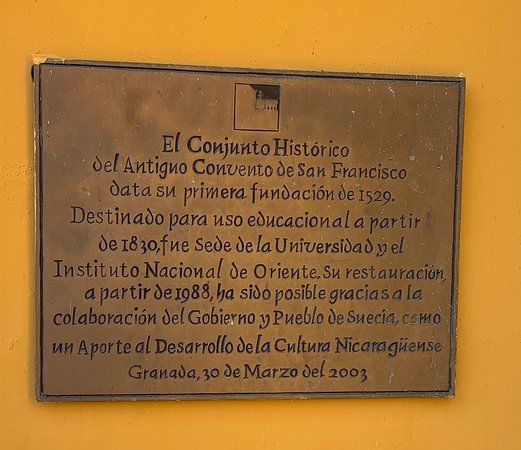 El Conjunto Histórico
del Antiguo Convento de San Francisco
data su primera fundación de 1529.
Destinado para uso educacional a partir
de 1830, fue Sede de la Universidad y el
Instituto Nacional de Oriente. Su restauración,
a partir de 1988, ha sido posible gracias a la
colaboración del Gobierno y Pueblo de Suecia, como
un Aporte al Desarrollo de la Cultura Nicaragüense
Granada, 30 de Marzo del 2003